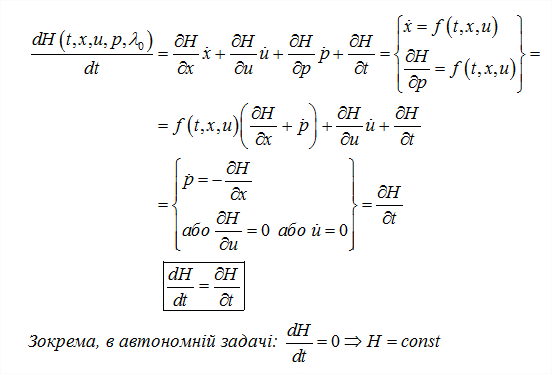 dH(t,x,u,p,λ₀)/dt = ∂H/∂x ẋ + ∂H/∂u u̇ + ∂H/∂p ṗ + ∂H/∂t = { ẋ = f(t,x,u) ; ∂H/∂p = f(t,x,u) } =
= f(t,x,u)(∂H/∂x + ṗ) + ∂H/∂u u̇ + ∂H/∂t
= { ṗ = −∂H/∂x ; або ∂H/∂u = 0 або u̇ = 0 } = ∂H/∂t
dH/dt = ∂H/∂t
Зокрема, в автономній задачі: dH/dt = 0 ⇒ H = const